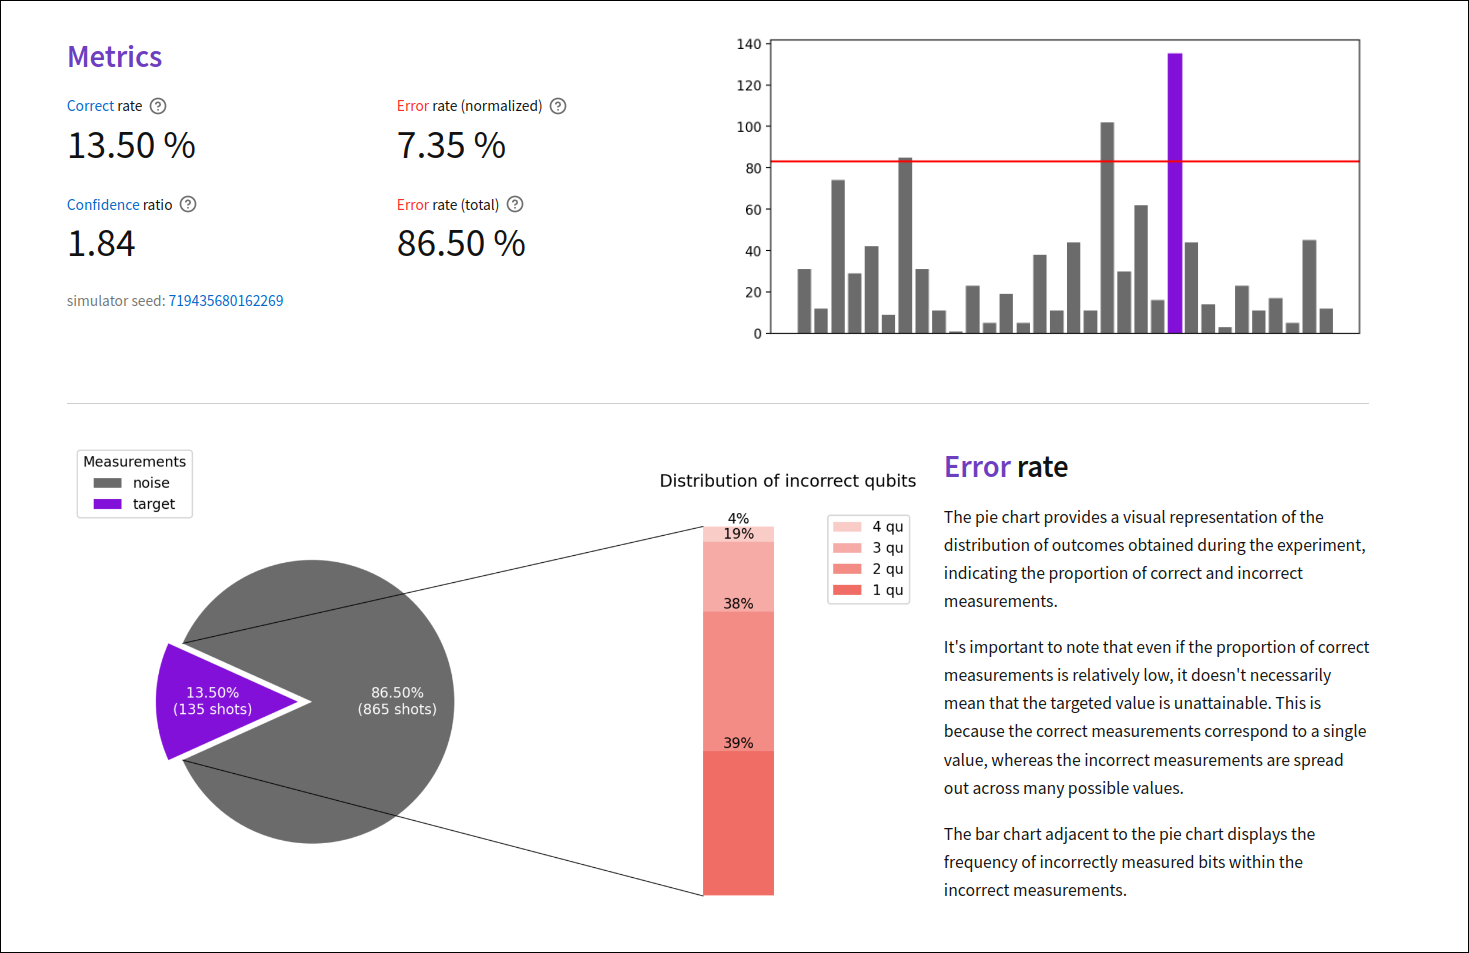 Metrics
Correct rate ?
13.50 %
Error rate (normalized) ?
7.35 %
Confidence ratio ?
1.84
Error rate (total) ?
86.50 %
simulator seed: 719435680162269
140
120
100
80
60
40
20
0
Measurements
noise
target
13.50%
(135 shots)
86.50%
(865 shots)
Distribution of incorrect qubits
4%
19%
38%
39%
4 qu
3 qu
2 qu
1 qu
Error rate
The pie chart provides a visual representation of the
distribution of outcomes obtained during the experiment,
indicating the proportion of correct and incorrect
measurements.
It's important to note that even if the proportion of correct
measurements is relatively low, it doesn't necessarily
mean that the targeted value is unattainable. This is
because the correct measurements correspond to a single
value, whereas the incorrect measurements are spread
out across many possible values.
The bar chart adjacent to the pie chart displays the
frequency of incorrectly measured bits within the
incorrect measurements.